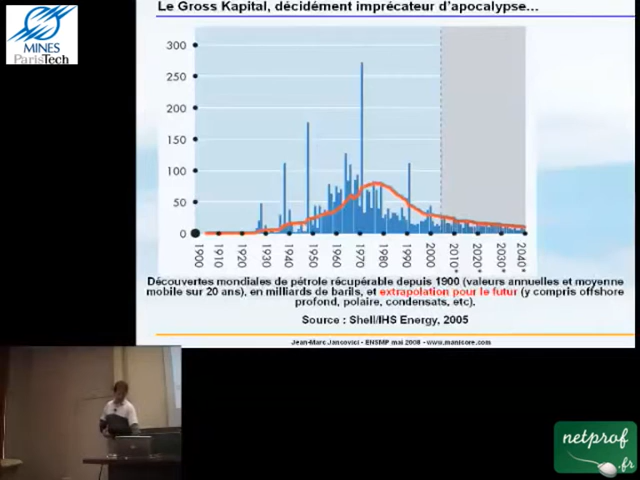 Le Gross Kapital, décidément imprécateur d'apocalypse...
MINES
ParisTech
300
250
200
150
100
50
0
1900
1910
1920
1930
1940
1950
1960
1970
1980
1990
2000
2010*
2020*
2030*
2040*
Découvertes mondiales de pétrole récupérable depuis 1900 (valeurs annuelles et moyenne
mobile sur 20 ans), en milliards de barils, et extrapolation pour le futur (y compris offshore
profond, polaire, condensats, etc).
Source : Shell/IHS Energy, 2005
Jean-Marc Jancovici - ENSMP mai 2008 - www.manicore.com
netprof
.fr